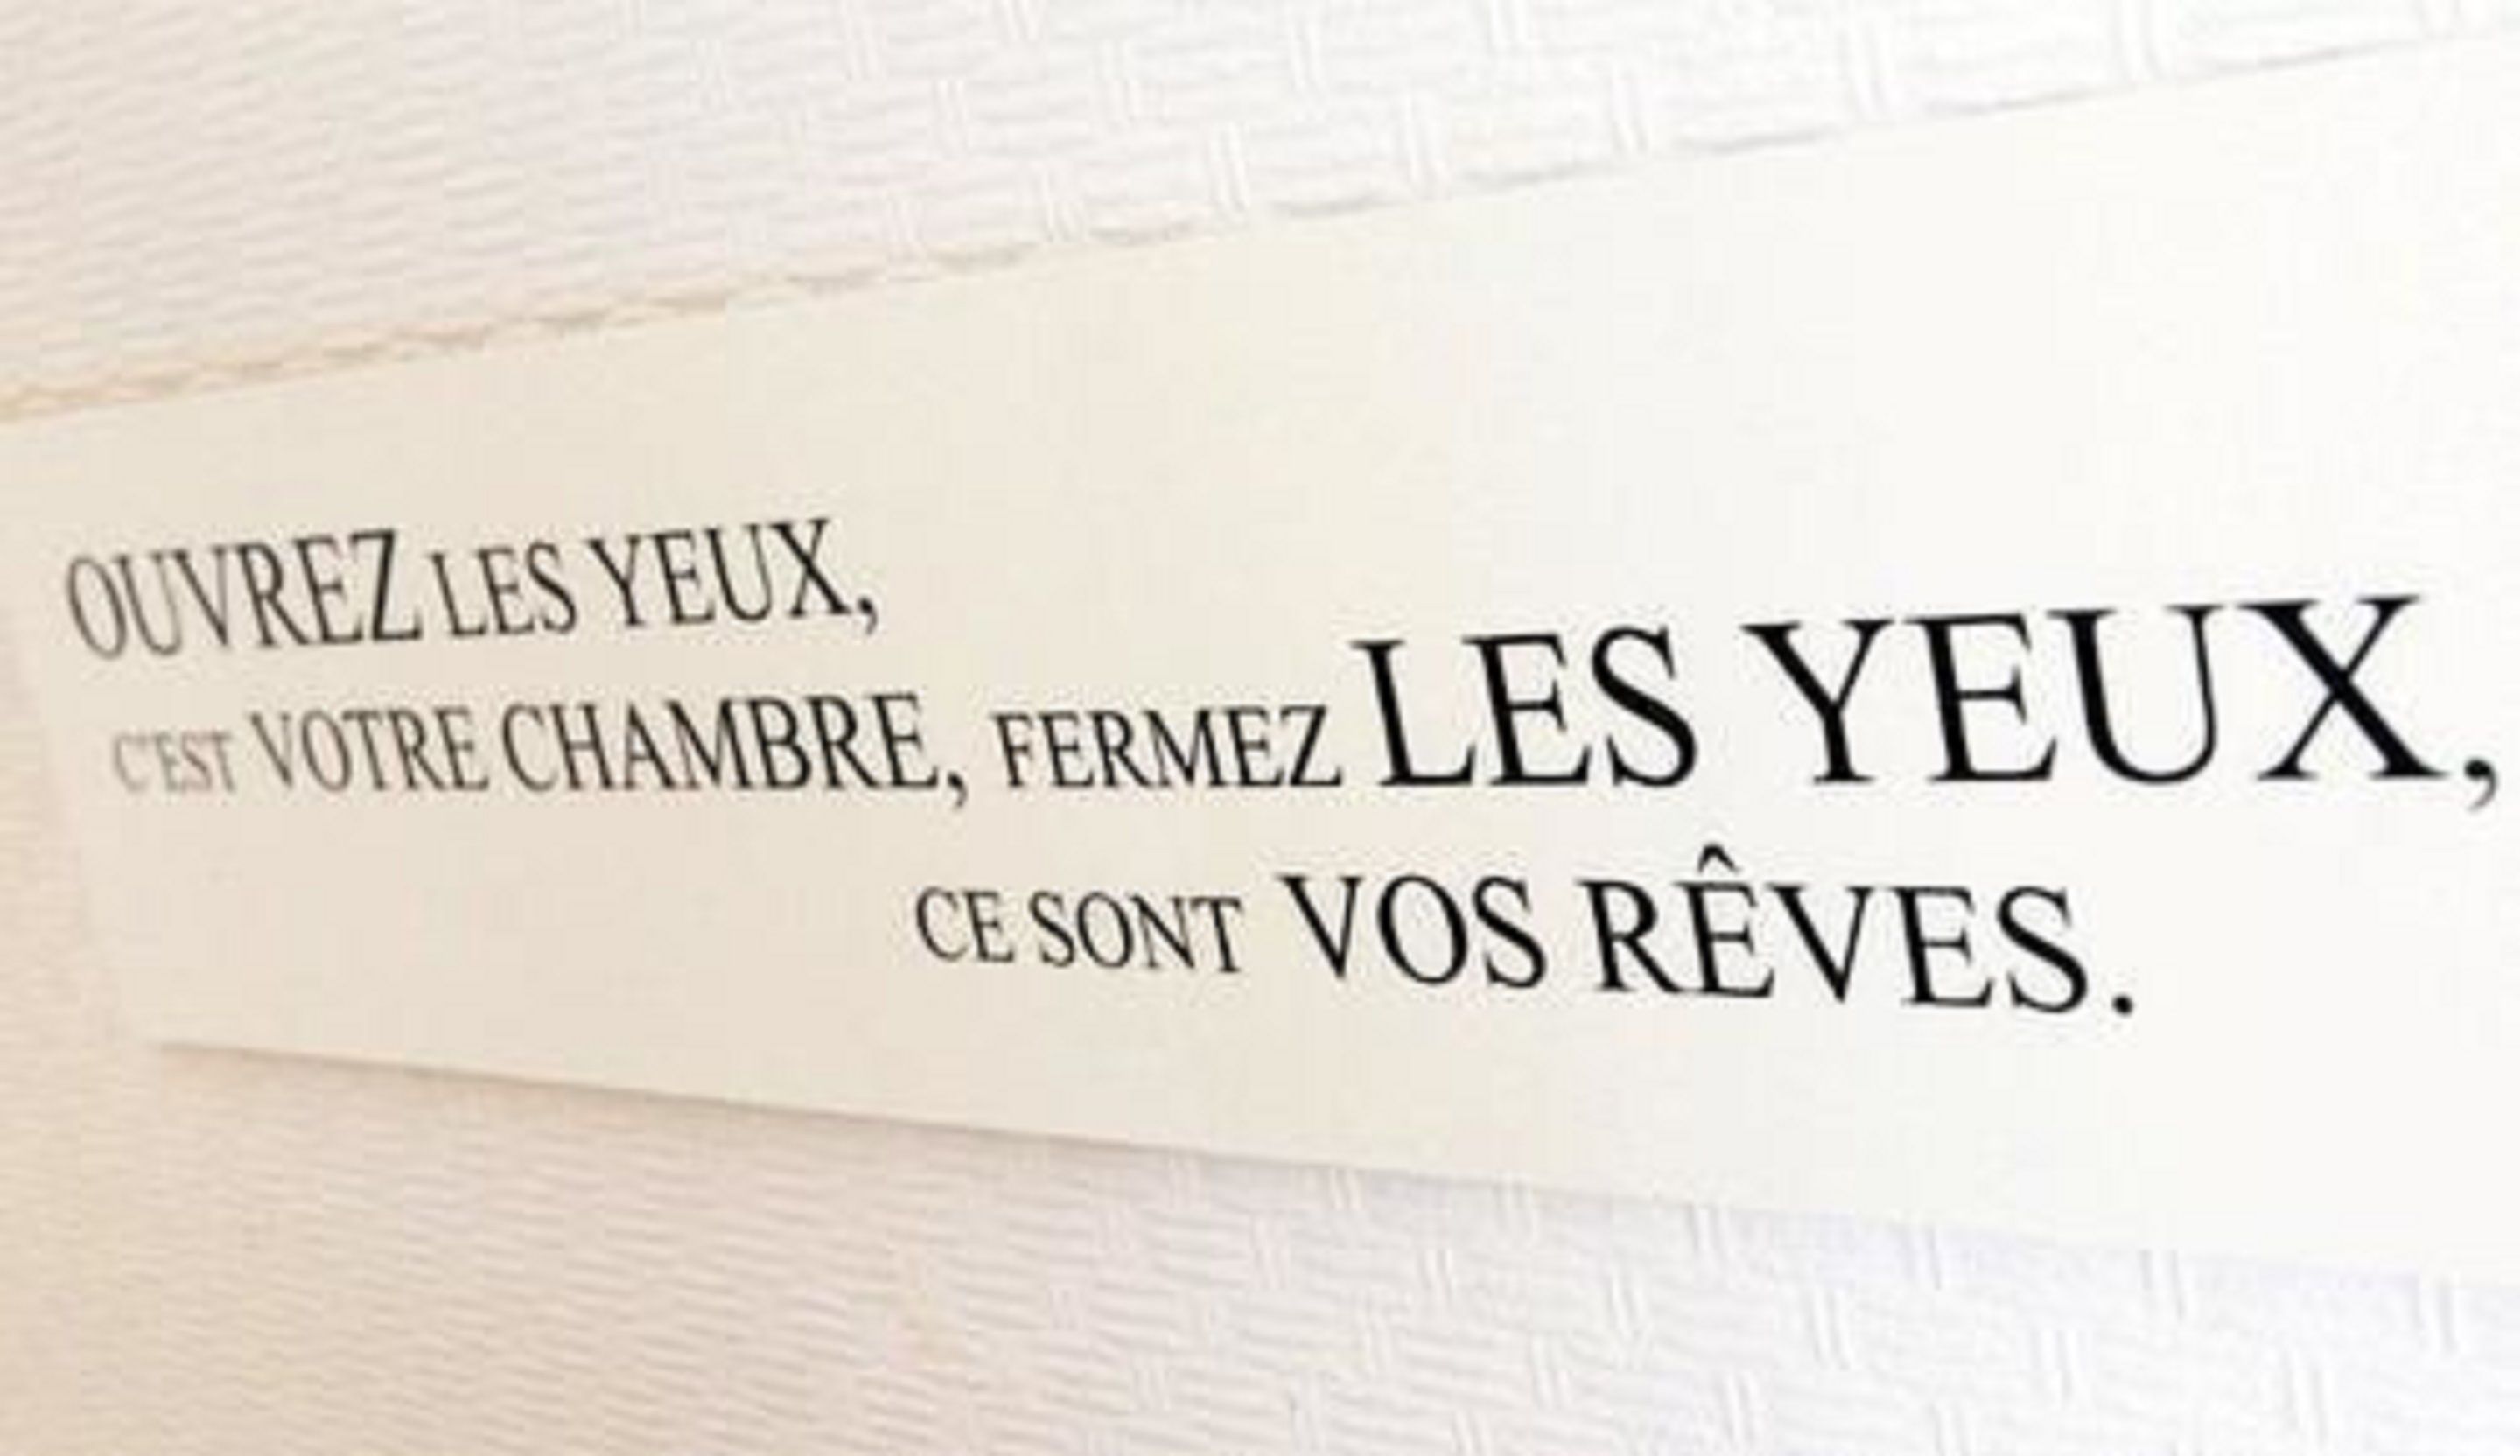 OUVREZ LES YEUX,
C'EST VOTRE CHAMBRE, FERMEZ LES YEUX,
CE SONT VOS RÊVES.